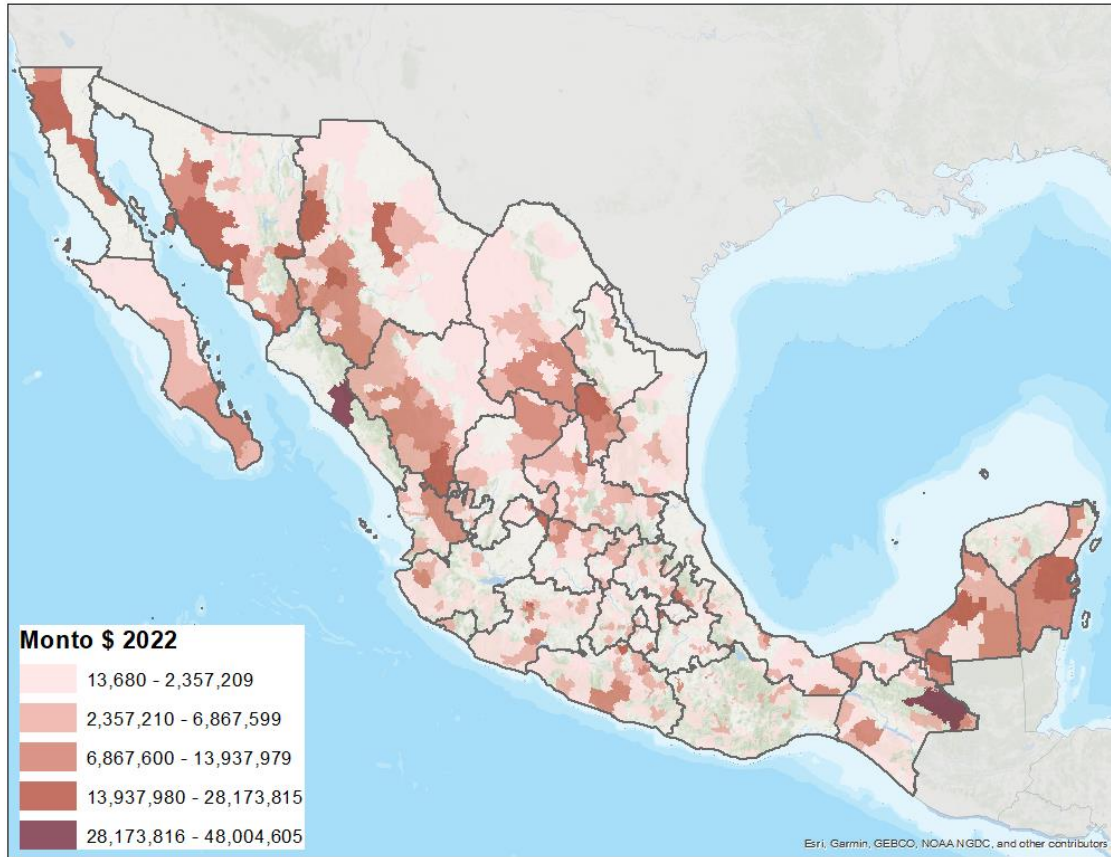 Monto $ 2022
13,680 - 2,357,209
2,357,210 - 6,867,599
6,867,600 - 13,937,979
13,937,980 - 28,173,815
28,173,816 - 48,004,605
Esri, Garmin, GEBCO, NOAA NGDC, and other contributors